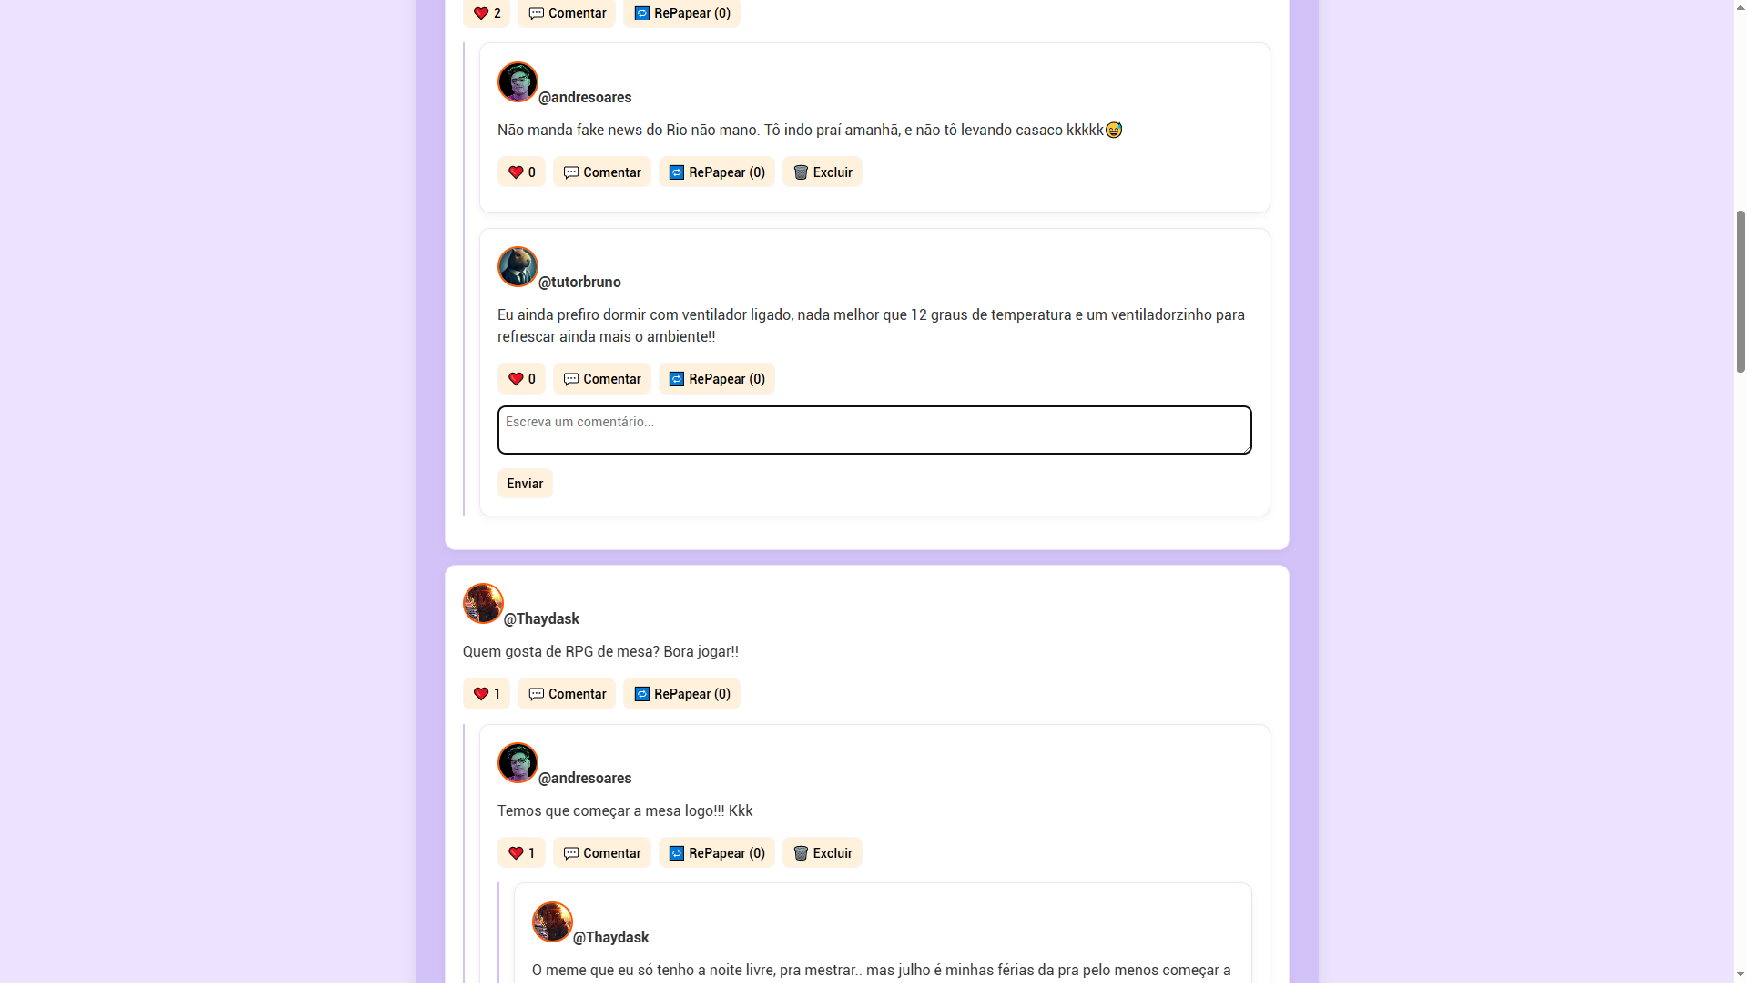 2 Comentar RePapear (0)
@andresoares
Não manda fake news do Rio não mano. Tô indo praí amanhã, e não tô levando casaco kkkkk😅
0 Comentar RePapear (0) Excluir
@tutorbruno
Eu ainda prefiro dormir com ventilador ligado, nada melhor que 12 graus de temperatura e um ventiladorzinho para
refrescar ainda mais o ambiente!!
0 Comentar RePapear (0)
Escreva um comentário...
Enviar
@Thaydask
Quem gosta de RPG de mesa? Bora jogar!!
1 Comentar RePapear (0)
@andresoares
Temos que começar a mesa logo!!! Kkk
1 Comentar RePapear (0) Excluir
@Thaydask
O meme que eu só tenho a noite livre, pra mestrar.. mas julho é minhas férias da pra pelo menos começar a